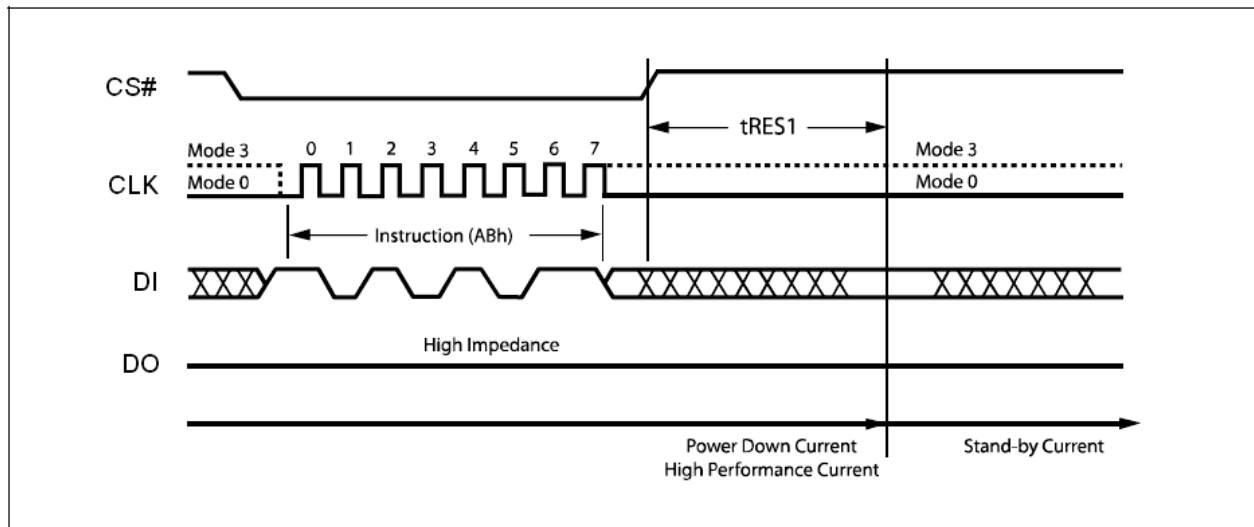 CS#
tRES1
Mode 3
0 1 2 3 4 5 6 7
Mode 3
CLK
Mode 0
Mode 0
Instruction (ABh)
DI
High Impedance
DO
Power Down Current
High Performance Current
Stand-by Current